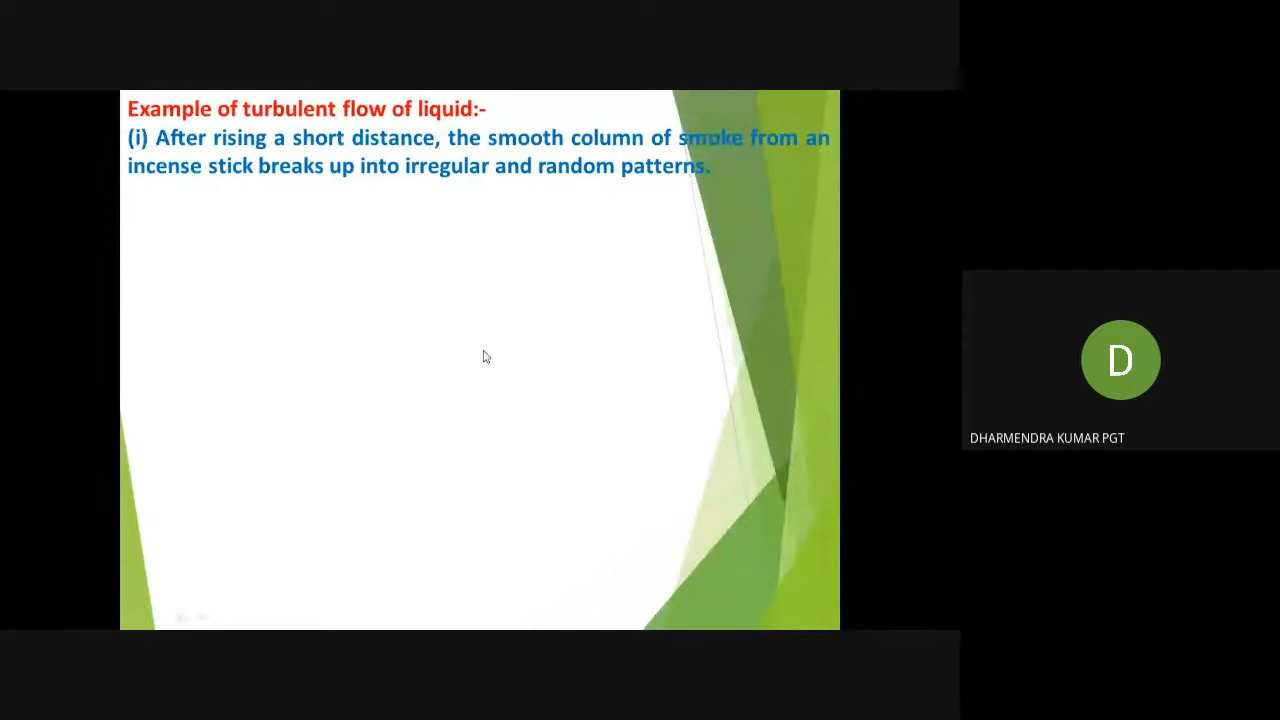 Example of turbulent flow of liquid:-
(i) After rising a short distance, the smooth column of smoke from an
incense stick breaks up into irregular and random patterns.
D
DHARMENDRA KUMAR PGT